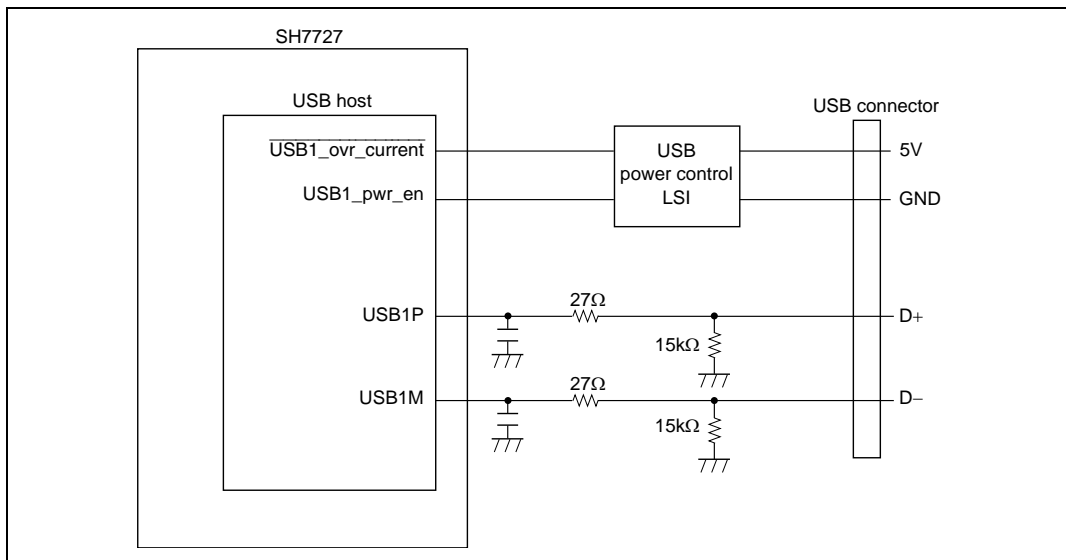 SH7727
USB host
USB connector
USB1_ovr_current
USB1_pwr_en
USB
power control
LSI
5V
GND
USB1P
27Ω
15kΩ
D+
USB1M
27Ω
15kΩ
D−